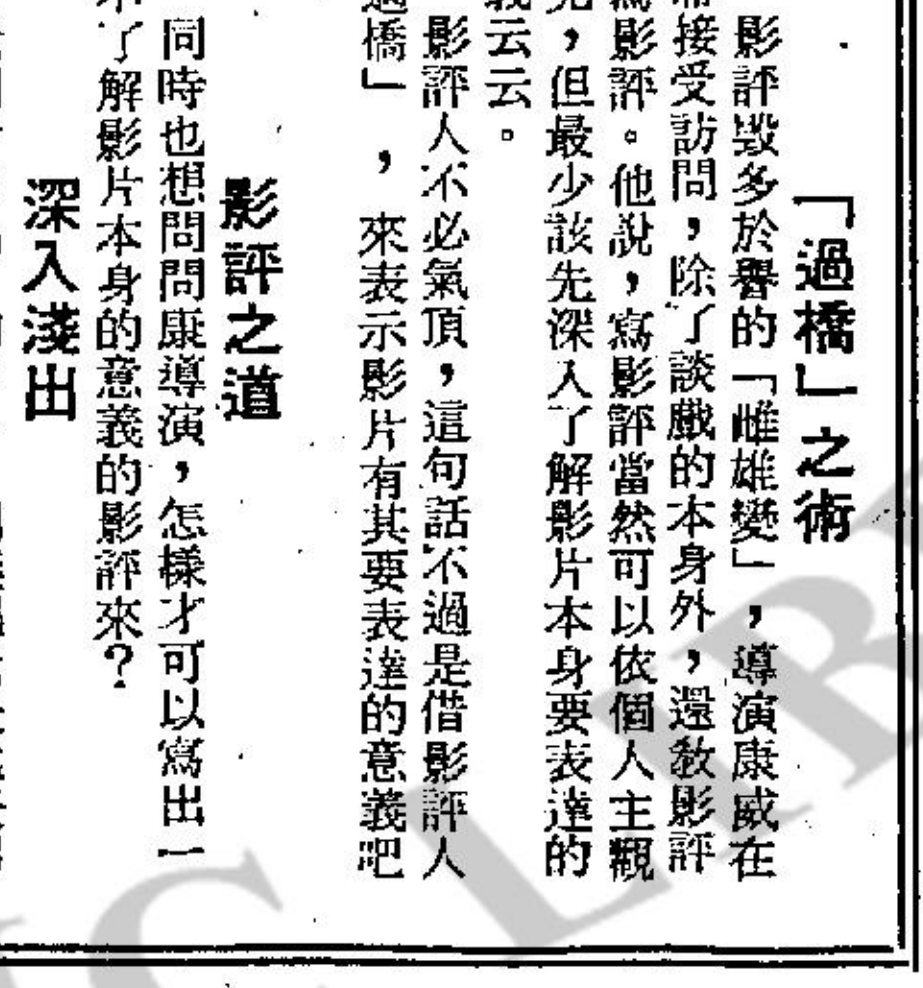 「過橋」之術
影評毀多於譽的「雌雄變」，導演康威在
接受訪問，除了談戲的本身外，還敎影評
影評。他說，寫影評當然可以依個人主觀
，但最少該先深入了解影片本身要表達的
云云。
影評人不必氣頂，這句話不過是借影評人
橋」，來表示影片有其要表達的意義吧
影評之道
同時也想問問康導演，怎樣才可以寫出一
了解影片本身的意義的影評來？
深入淺出